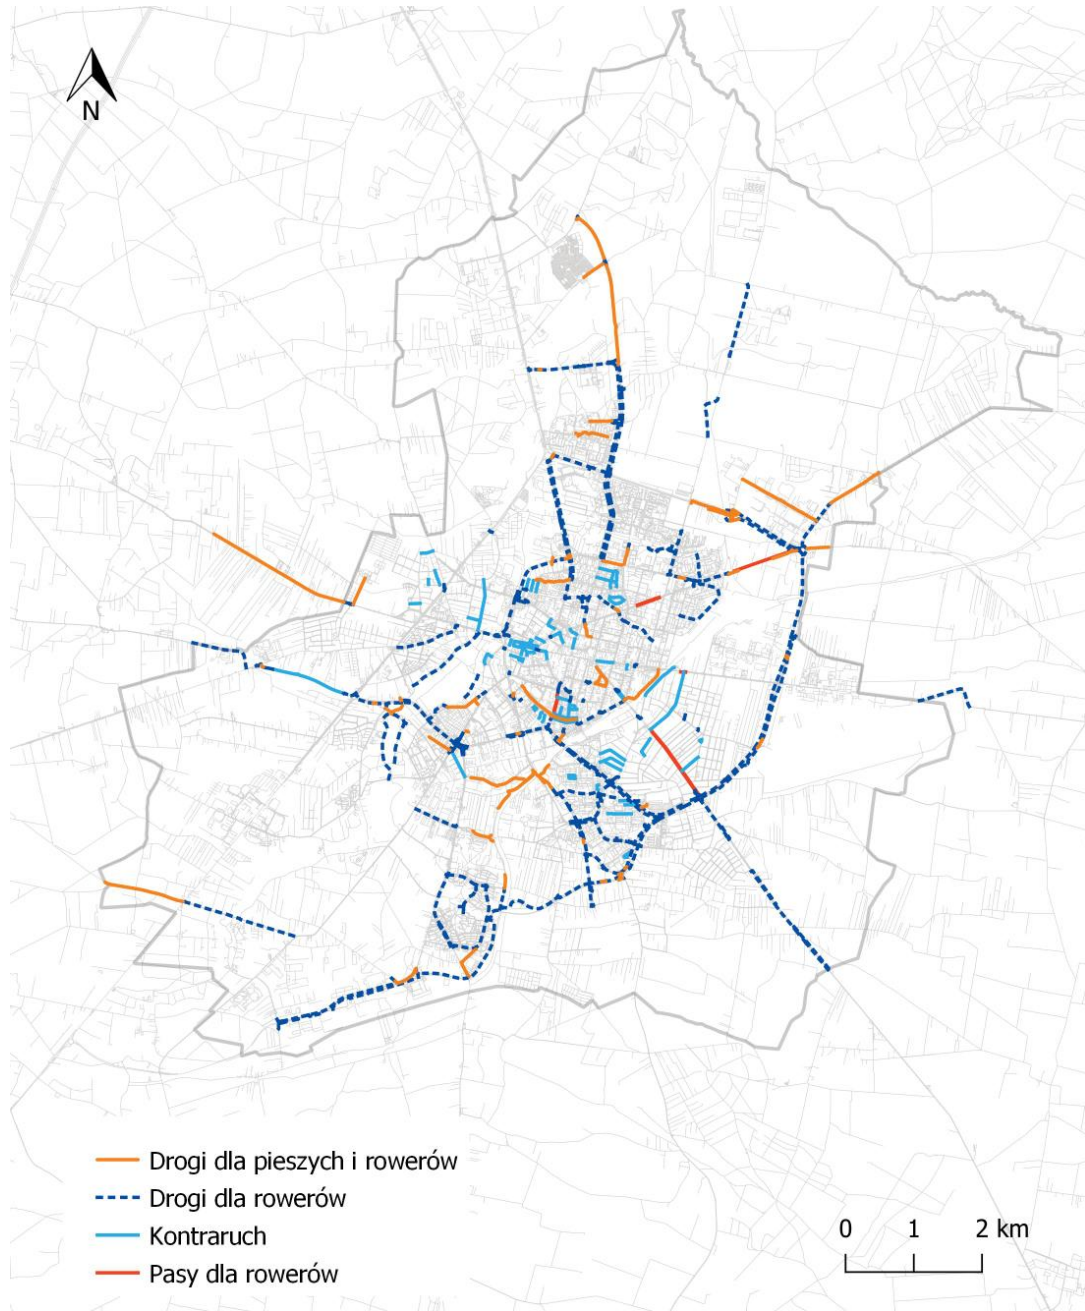 N
Drogi dla pieszych i rowerów
Drogi dla rowerów
Kontraruch
Pasy dla rowerów
0 1 2 km